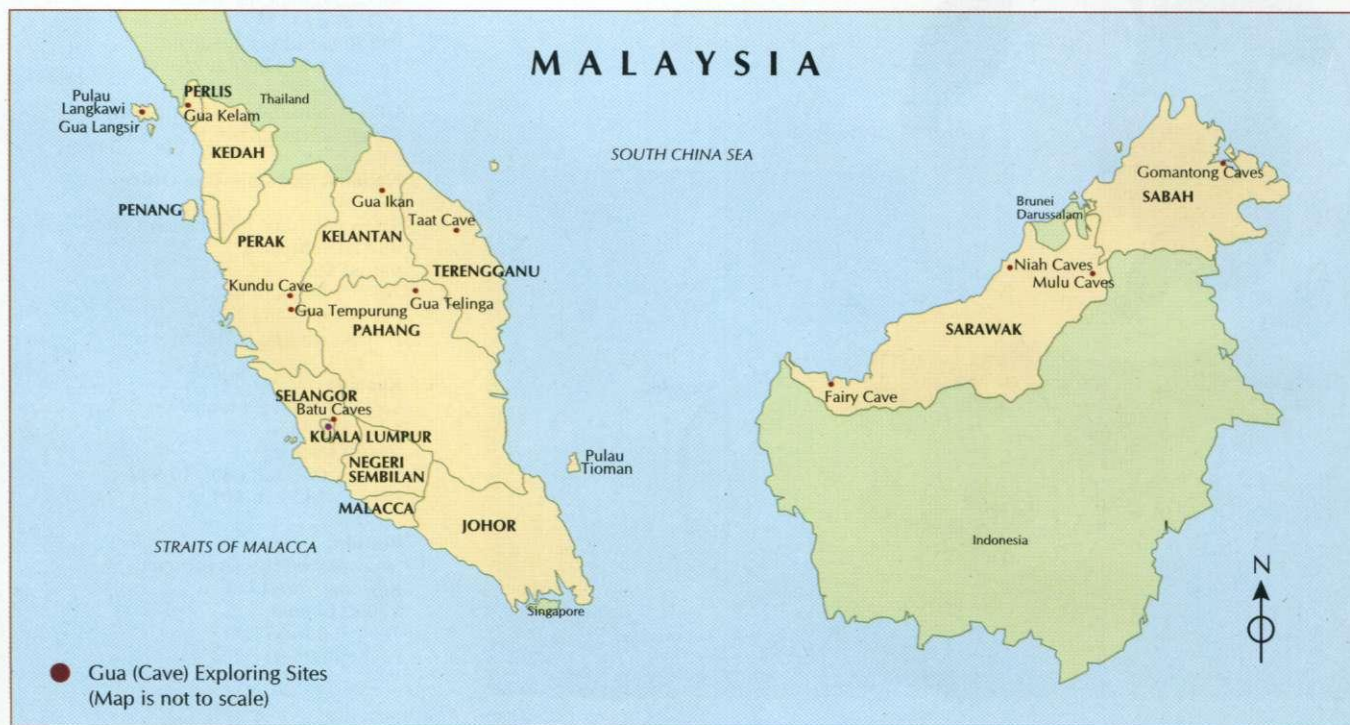 MALAYSIA
PERLIS
Thailand
Pulau
Langkawi
Gua Langsir
Gua Kelam
KEDAH
SOUTH CHINA SEA
PENANG
Gua Ikan
Taat Cave
PERAK
KELANTAN
TERENGGANU
Kundu Cave
Gua Tempurung
Gua Telinga
PAHANG
SELANGOR
Batu Caves
KUALA LUMPUR
NEGERI
SEMBILAN
MALACCA
JOHOR
Pulau
Tioman
STRAITS OF MALACCA
Singapore
Gomantong Caves
SABAH
Brunei
Darussalam
Niah Caves
Mulu Caves
SARAWAK
Fairy Cave
Indonesia
N
Gua (Cave) Exploring Sites
(Map is not to scale)